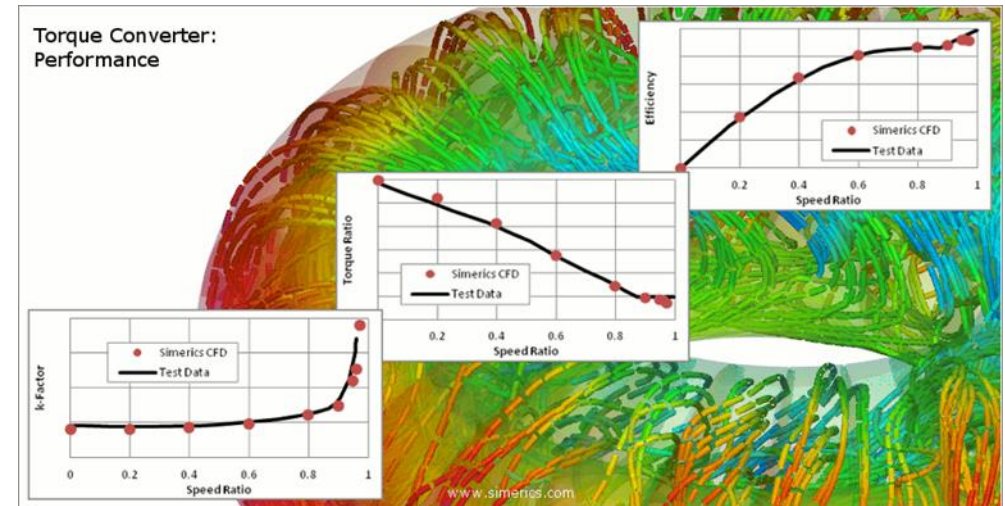 Torque Converter:
Performance
Efficiency
Simerics CFD
Test Data
0.2 0.4 0.6 0.8 1
Speed Ratio
Torque Ratio
Simerics CFD
Test Data
0.2 0.4 0.6 0.8 1
Speed Ratio
k-Factor
Simerics CFD
Test Data
0 0.2 0.4 0.6 0.8 1
Speed Ratio
www.simerics.com